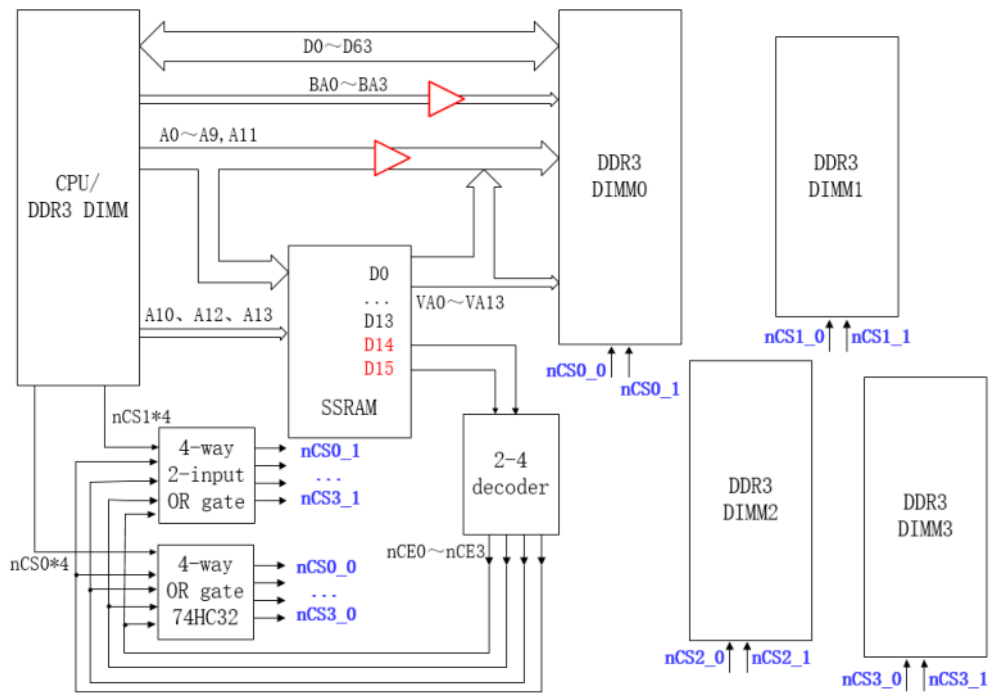 D0～D63
BA0～BA3
A0～A9,A11
CPU/
DDR3 DIMM
DDR3
DIMM0
DDR3
DIMM1
D0
...
D13
D14
D15
SSRAM
VA0～VA13
A10、A12、A13
nCS0_0
nCS0_1
nCS1_0
nCS1_1
nCS1*4
4-way
2-input
OR gate
nCS0_1
...
nCS3_1
2-4
decoder
nCE0～nCE3
nCS0*4
4-way
OR gate
74HC32
nCS0_0
...
nCS3_0
DDR3
DIMM2
nCS2_0
nCS2_1
DDR3
DIMM3
nCS3_0
nCS3_1